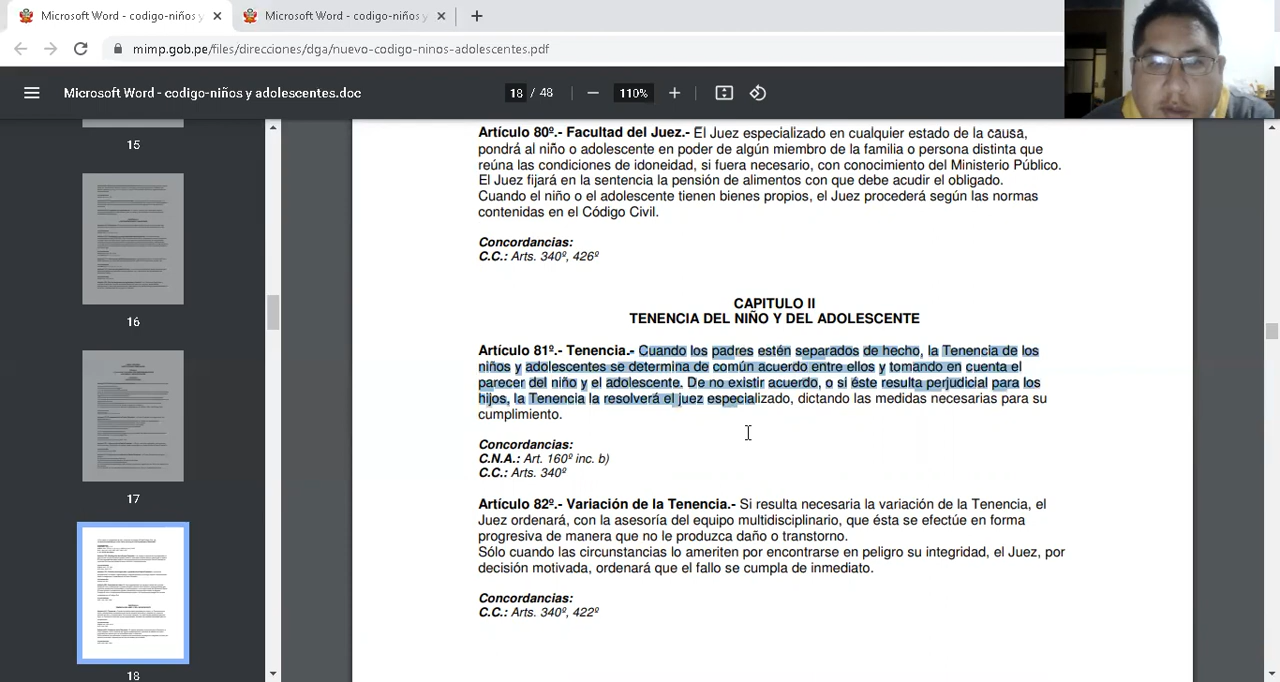 Microsoft Word - codigo-niños y
Microsoft Word - codigo-niños y
mimp.gob.pe/files/direcciones/dga/nuevo-codigo-ninos-adolescentes.pdf
Microsoft Word - codigo-niños y adolescentes.doc
18 / 48
110%
15
16
17
18
Artículo 80º.- Facultad del Juez.- El Juez especializado en cualquier estado de la causa,
pondrá al niño o adolescente en poder de algún miembro de la familia o persona distinta que
reúna las condiciones de idoneidad, si fuera necesario, con conocimiento del Ministerio Público.
El Juez fijará en la sentencia la pensión de alimentos con que debe acudir el obligado.
Cuando el niño o el adolescente tienen bienes propios, el Juez procederá según las normas
contenidas en el Código Civil.
Concordancias:
C.C.: Arts. 340º, 426º
CAPITULO II
TENENCIA DEL NIÑO Y DEL ADOLESCENTE
Artículo 81º.- Tenencia.- Cuando los padres estén separados de hecho, la Tenencia de los
niños y adolescentes se determina de común acuerdo entre ellos y tomando en cuenta el
parecer del niño y el adolescente. De no existir acuerdo o si éste resulta perjudicial para los
hijos, la Tenencia la resolverá el juez especializado, dictando las medidas necesarias para su
cumplimiento.
Concordancias:
C.N.A.: Art. 160º inc. b)
C.C.: Arts. 340º
Artículo 82º.- Variación de la Tenencia.- Si resulta necesaria la variación de la Tenencia, el
Juez ordenará, con la asesoría del equipo multidisciplinario, que ésta se efectúe en forma
progresiva de manera que no le produzca daño o transtorno.
Sólo cuando las circunstancias lo ameriten por encontrarse en peligro su integridad, el Juez, por
decisión motivada, ordenará que el fallo se cumpla de inmediato.
Concordancias:
C.C.: Arts. 340º, 422º